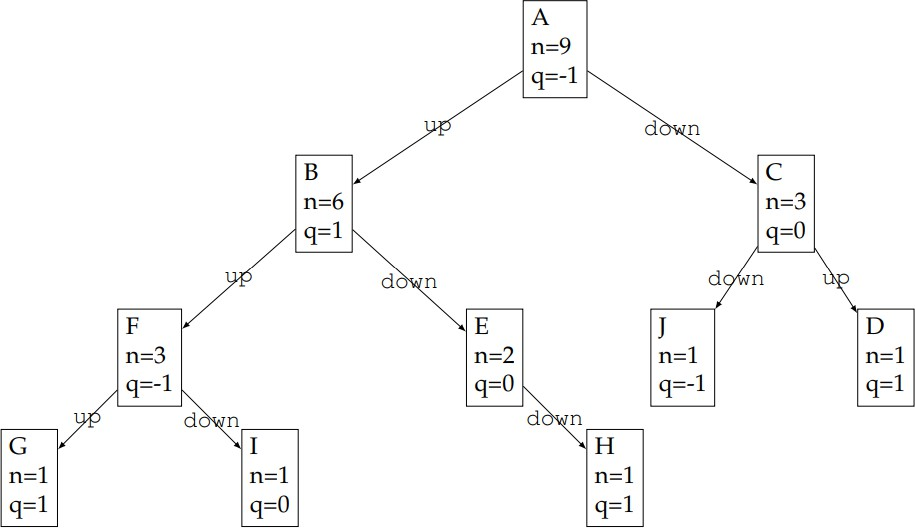 A
n=9
q=-1
up
down
B
n=6
q=1
C
n=3
q=0
up
down
down
up
F
n=3
q=-1
E
n=2
q=0
J
n=1
q=-1
D
n=1
q=1
up
down
down
G
n=1
q=1
I
n=1
q=0
H
n=1
q=1